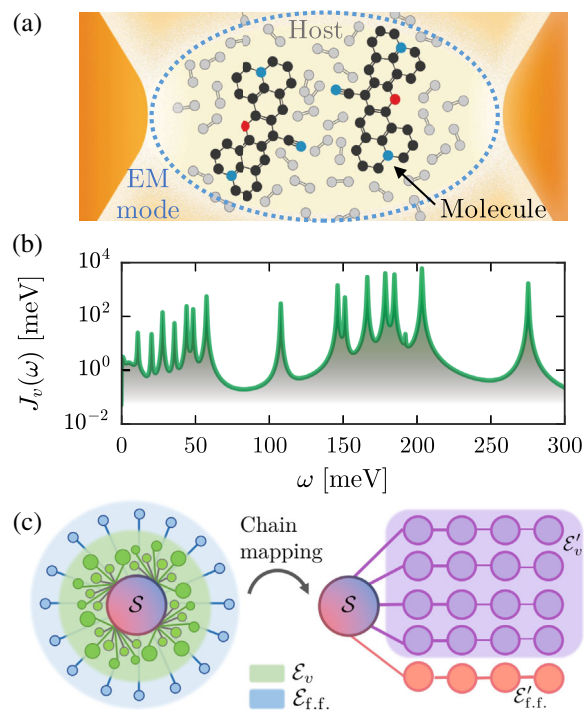 (a)
Host
EM
mode
Molecule
(b)
J_v(ω) [meV]
10^4
10^2
10^0
10^−2
0 50 100 150 200 250 300
ω [meV]
(c)
Chain
mapping
S
S
ℰ_v
ℰ_f.f.
ℰ′_v
ℰ′_f.f.